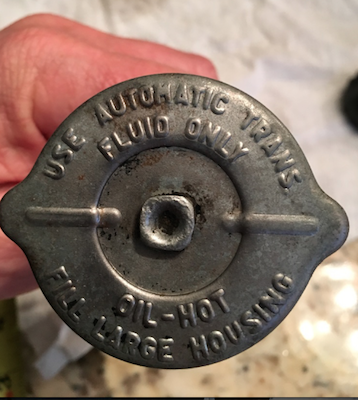 USE AUTOMATIC TRANS.
FLUID ONLY
OIL-HOT
FILL LARGE HOUSING